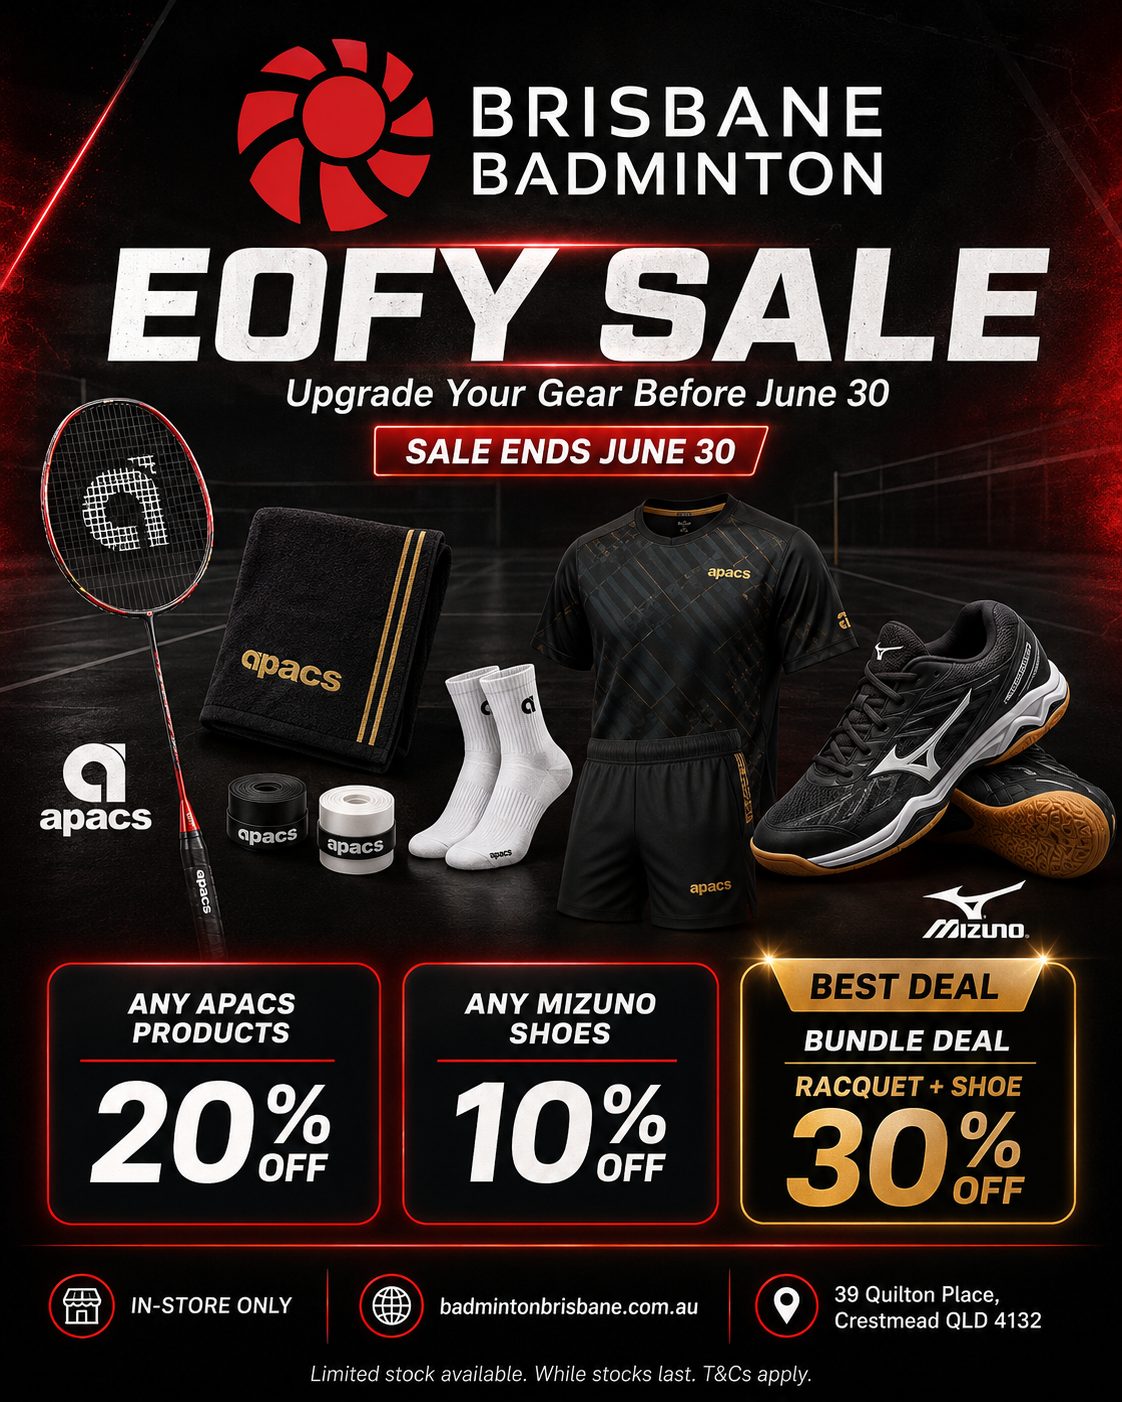 BRISBANE
BADMINTON
EOFY SALE
Upgrade Your Gear Before June 30
SALE ENDS JUNE 30
apacs
apacs
apacs
apacs
apacs
apacs
apacs
apacs
apacs
MIZUNO
ANY APACS
PRODUCTS
20% OFF
ANY MIZUNO
SHOES
10% OFF
BEST DEAL
BUNDLE DEAL
RACQUET + SHOE
30% OFF
IN-STORE ONLY
badmintonbrisbane.com.au
39 Quilton Place,
Crestmead QLD 4132
Limited stock available. While stocks last. T&Cs apply.